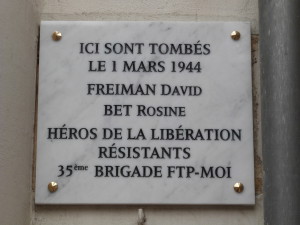 ICI SONT TOMBÉS
LE 1 MARS 1944
FREIMAN DAVID
BET ROSINE
HÉROS DE LA LIBÉRATION
RÉSISTANTS
35ème BRIGADE FTP-MOI